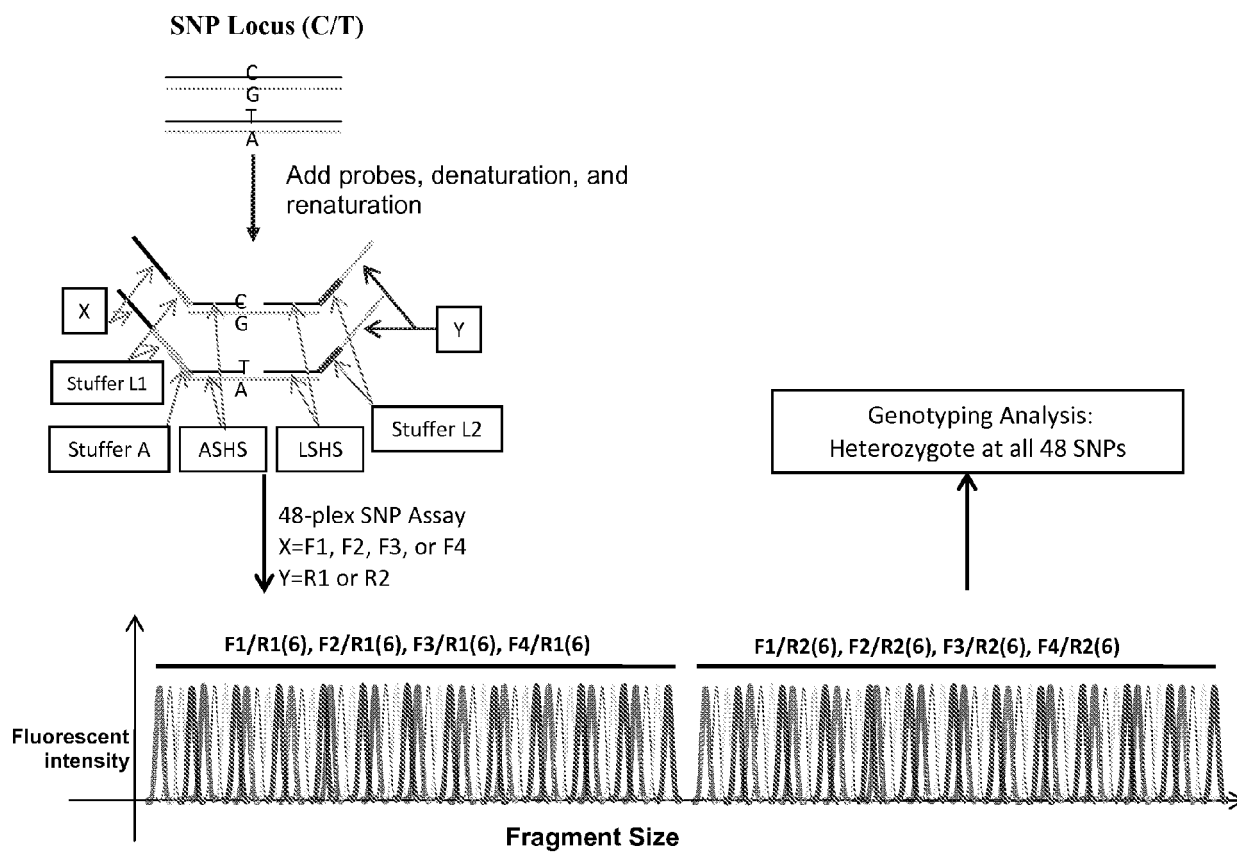 SNP Locus (C/T)
C
G
T
A
Add probes, denaturation, and
renaturation
X
C
G
Y
T
A
Stuffer L1
Stuffer A
ASHS
LSHS
Stuffer L2
Genotyping Analysis:
Heterozygote at all 48 SNPs
48-plex SNP Assay
X=F1, F2, F3, or F4
Y=R1 or R2
F1/R1(6), F2/R1(6), F3/R1(6), F4/R1(6)
F1/R2(6), F2/R2(6), F3/R2(6), F4/R2(6)
Fluorescent
intensity
Fragment Size